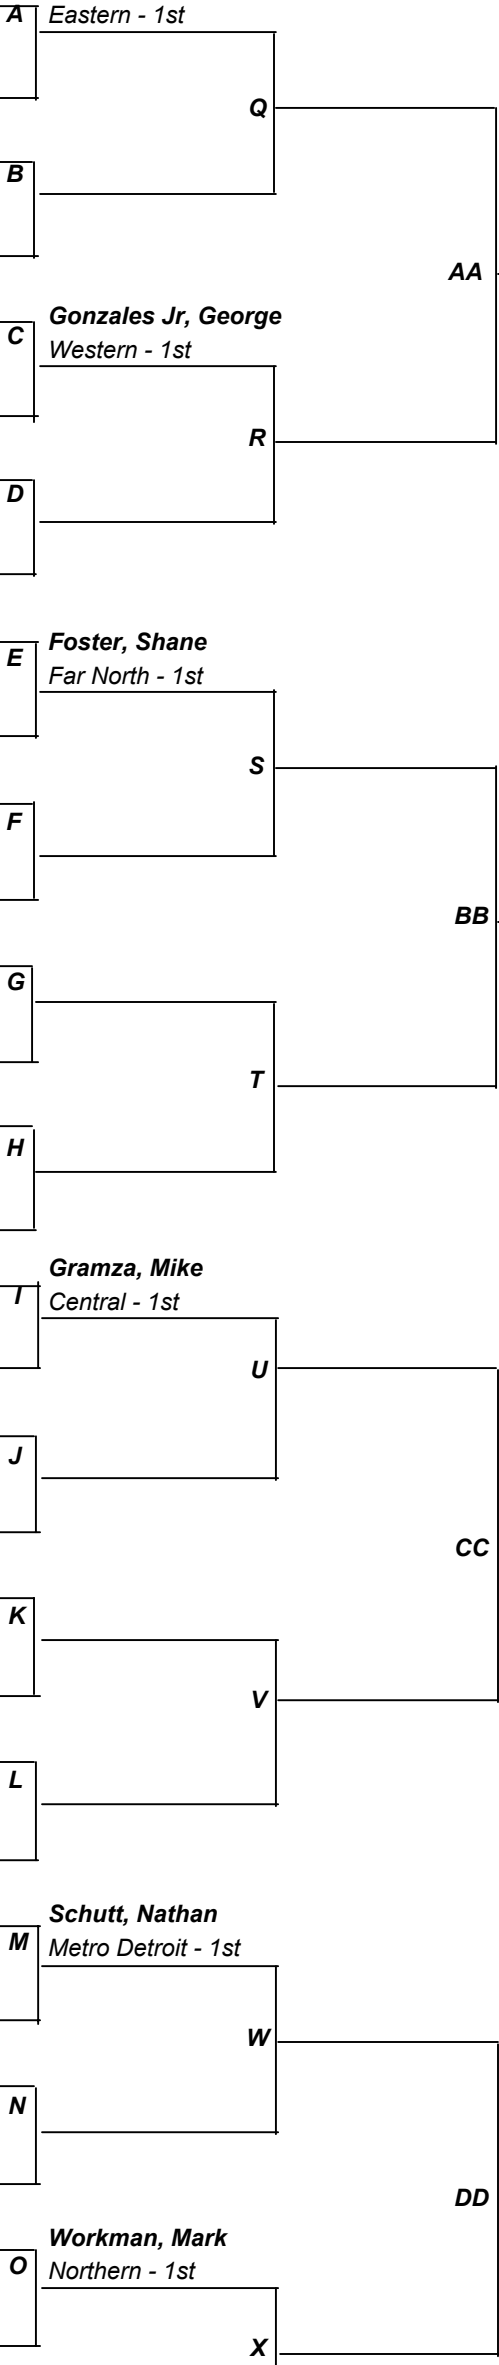 A
Eastern - 1st
Q
B
AA
Gonzales Jr, George
C
Western - 1st
R
D
Foster, Shane
E
Far North - 1st
S
F
BB
G
T
H
Gramza, Mike
I
Central - 1st
U
J
CC
K
V
L
Schutt, Nathan
M
Metro Detroit - 1st
W
N
DD
Workman, Mark
O
Northern - 1st
X